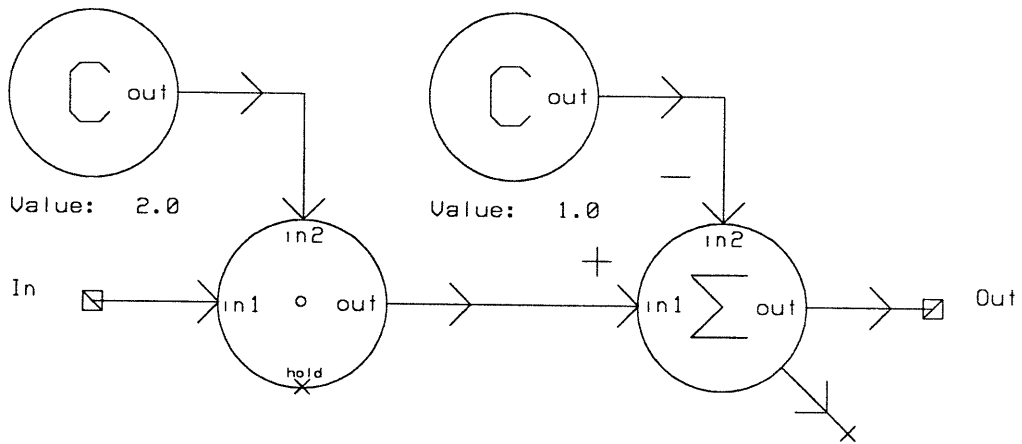 C out
C out
Value: 2.0
Value: 1.0
in2
in2
+
−
In
in1 out
in1 Σ out
Out
hold